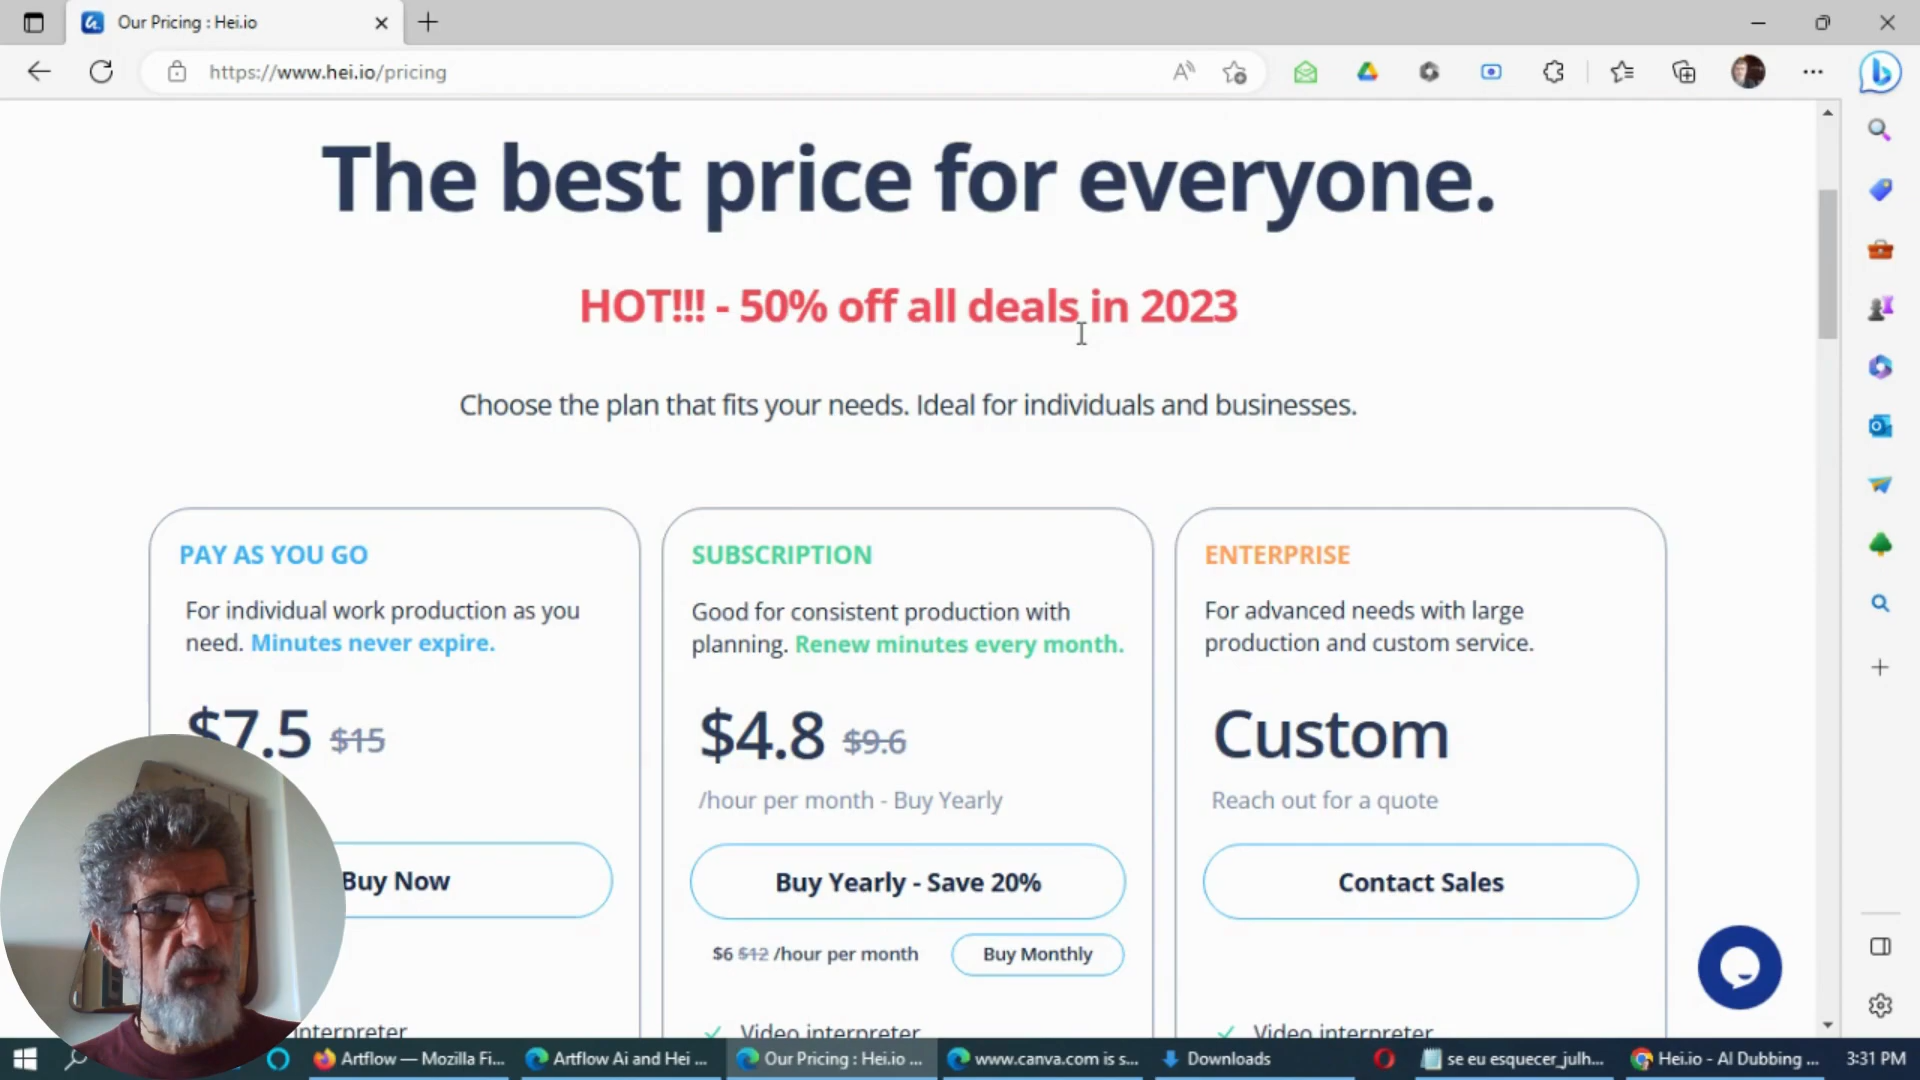 Our Pricing : Hei.io
https://www.hei.io/pricing
The best price for everyone.
HOT!!! - 50% off all deals in 2023
Choose the plan that fits your needs. Ideal for individuals and businesses.
PAY AS YOU GO
For individual work production as you
need. Minutes never expire.
$7.5 $15
Buy Now
interpreter
SUBSCRIPTION
Good for consistent production with
planning. Renew minutes every month.
$4.8 $9.6
/hour per month - Buy Yearly
Buy Yearly - Save 20%
$6 $12 /hour per month
Buy Monthly
Video interpreter
ENTERPRISE
For advanced needs with large
production and custom service.
Custom
Reach out for a quote
Contact Sales
Video interpreter
Artflow — Mozilla Fi...
Artflow Ai and Hei ...
Our Pricing : Hei.io ...
www.canva.com is s...
Downloads
se eu esquecer_julh...
Hei.io - AI Dubbing ...
3:31 PM